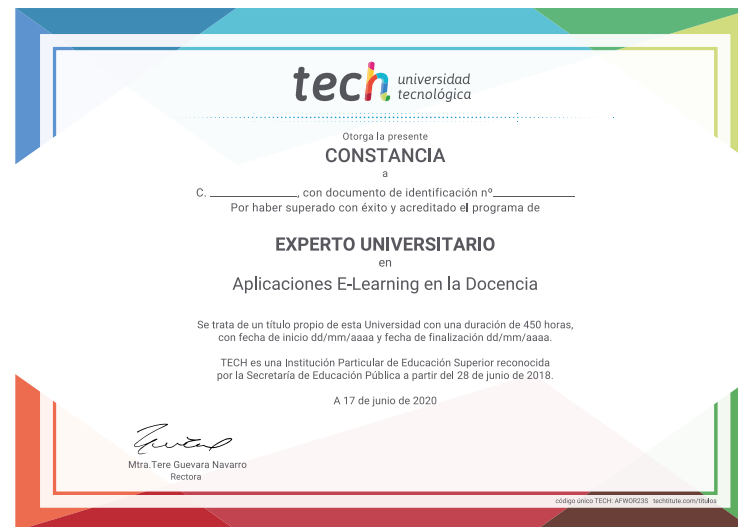 tech universidad
tecnológica
Otorga la presente
CONSTANCIA
a
C. ______________, con documento de identificación nº______________
Por haber superado con éxito y acreditado el programa de
EXPERTO UNIVERSITARIO
en
Aplicaciones E-Learning en la Docencia
Se trata de un título propio de esta Universidad con una duración de 450 horas,
con fecha de inicio dd/mm/aaaa y fecha de finalización dd/mm/aaaa.
TECH es una Institución Particular de Educación Superior reconocida
por la Secretaría de Educación Pública a partir del 28 de junio de 2018.
A 17 de junio de 2020
Mtra.Tere Guevara Navarro
Rectora
código único TECH: AFWOR23S techtitute.com/titulos